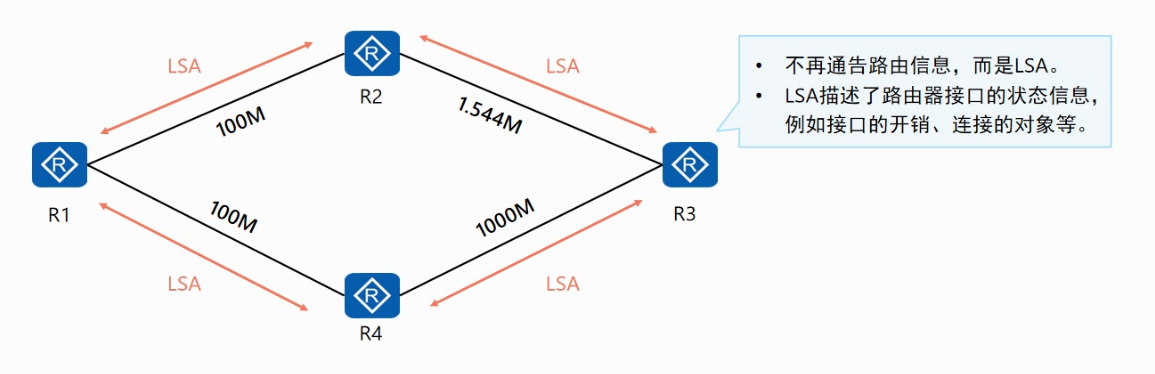 LSA
LSA
R
R2
100M
1.544M
R
R1
R
R3
100M
1000M
LSA
LSA
R
R4
• 不再通告路由信息，而是LSA。
• LSA描述了路由器接口的状态信息，
例如接口的开销、连接的对象等。